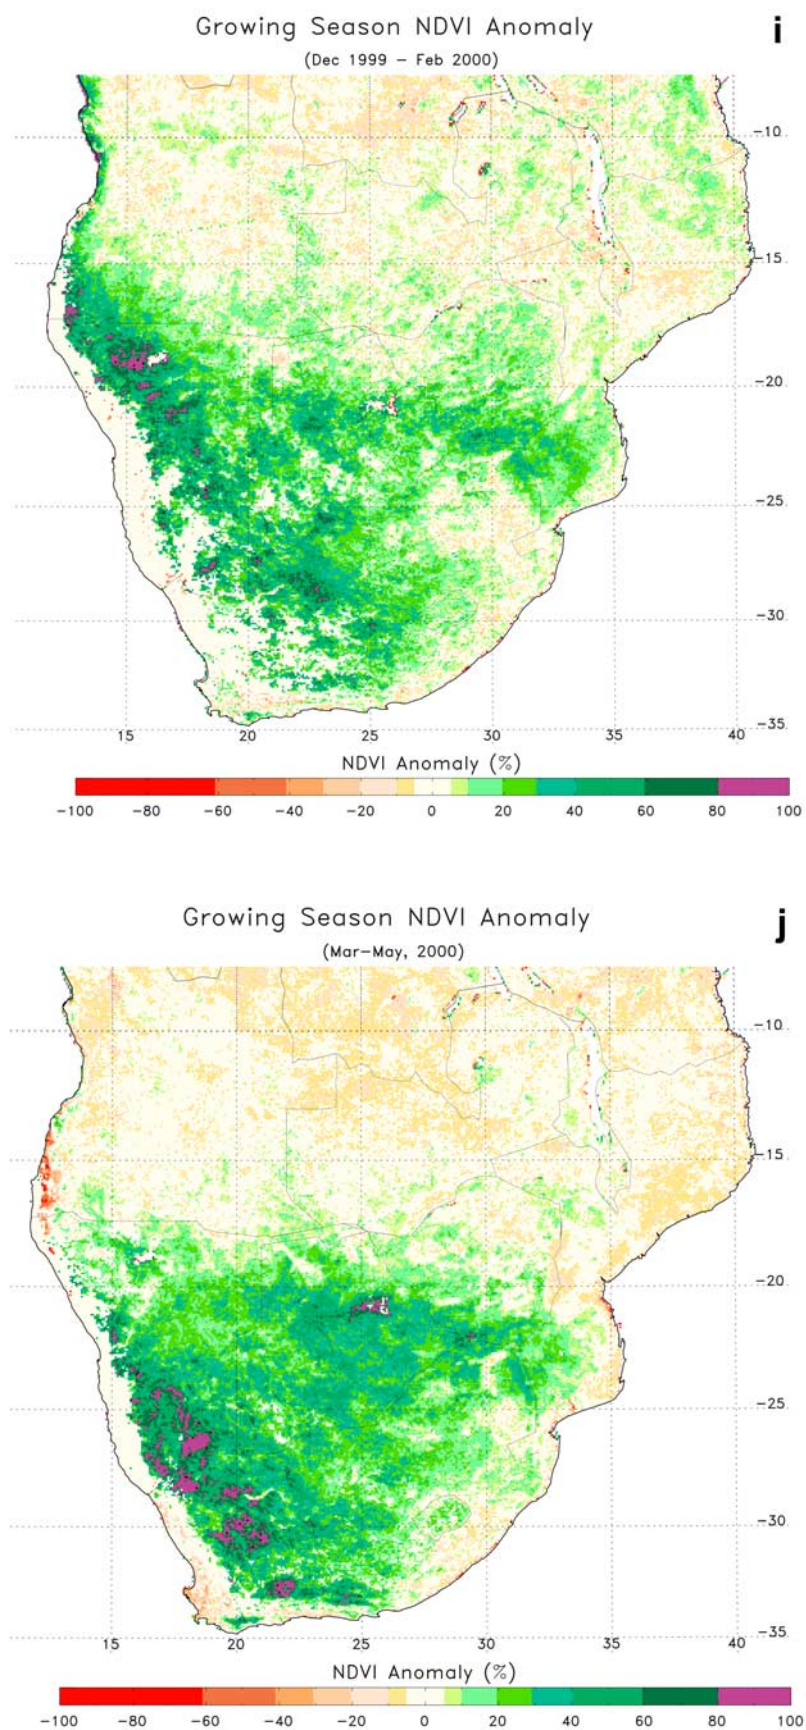 Growing Season NDVI Anomaly
i
(Dec 1999 – Feb 2000)
-10
-15
-20
-25
-30
-35
15 20 25 30 35 40
NDVI Anomaly (%)
-100 -80 -60 -40 -20 0 20 40 60 80 100
Growing Season NDVI Anomaly
j
(Mar-May, 2000)
-10
-15
-20
-25
-30
-35
15 20 25 30 35 40
NDVI Anomaly (%)
-100 -80 -60 -40 -20 0 20 40 60 80 100